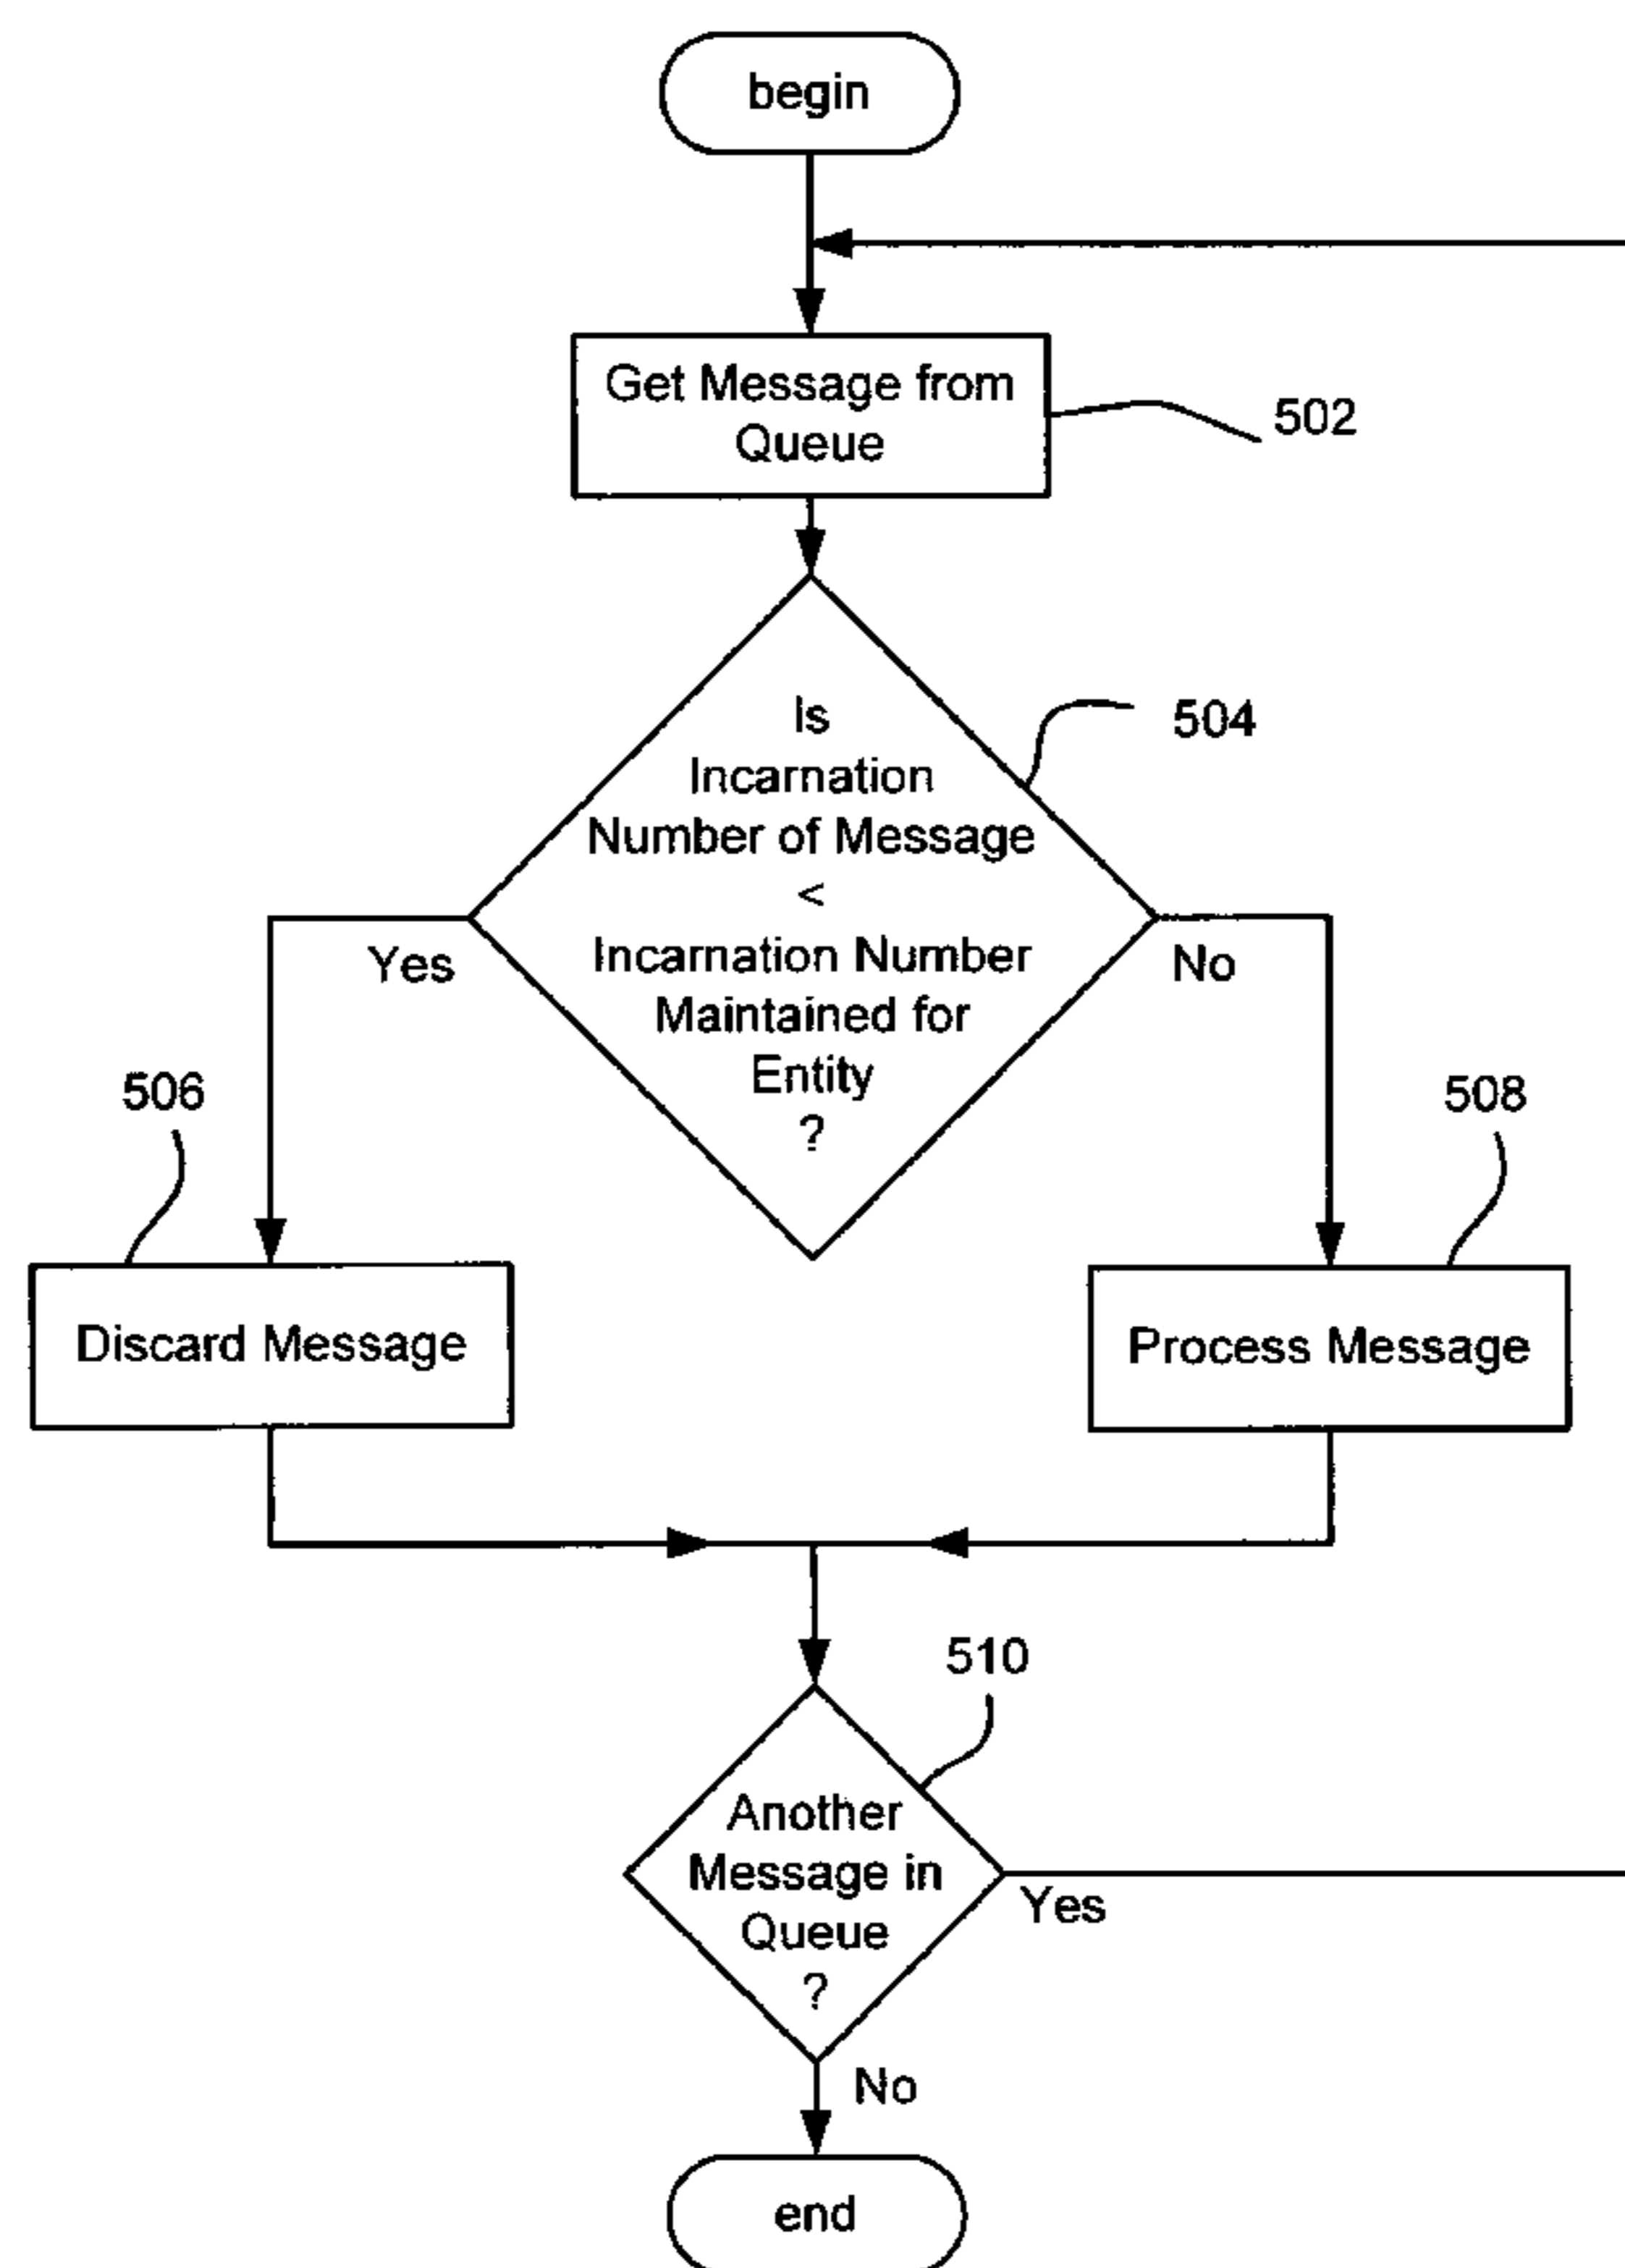 begin
Get Message from
Queue
502
Is
Incarnation
Number of Message
<
Incarnation Number
Maintained for
Entity
?
504
Yes
No
506
508
Discard Message
Process Message
510
Another
Message in
Queue
?
Yes
No
end